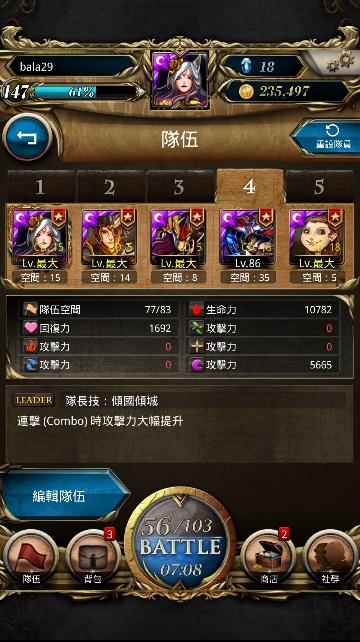 bala29
18
147
61%
235,497
隊伍
重設隊員
1 2 3 4 5
Lv.最大 Lv.最大 Lv.最大 Lv.86 Lv.最大
空間：15 空間：14 空間：8 空間：35 空間：5
隊伍空間 77/83 生命力 10782
回復力 1692 攻擊力 0
攻擊力 0 攻擊力 0
攻擊力 0 攻擊力 5665
LEADER 隊長技：傾國傾城
連擊 (Combo) 時攻擊力大幅提升
編輯隊伍
56/103
BATTLE
07:08
3
2
隊伍 背包 商店 社群